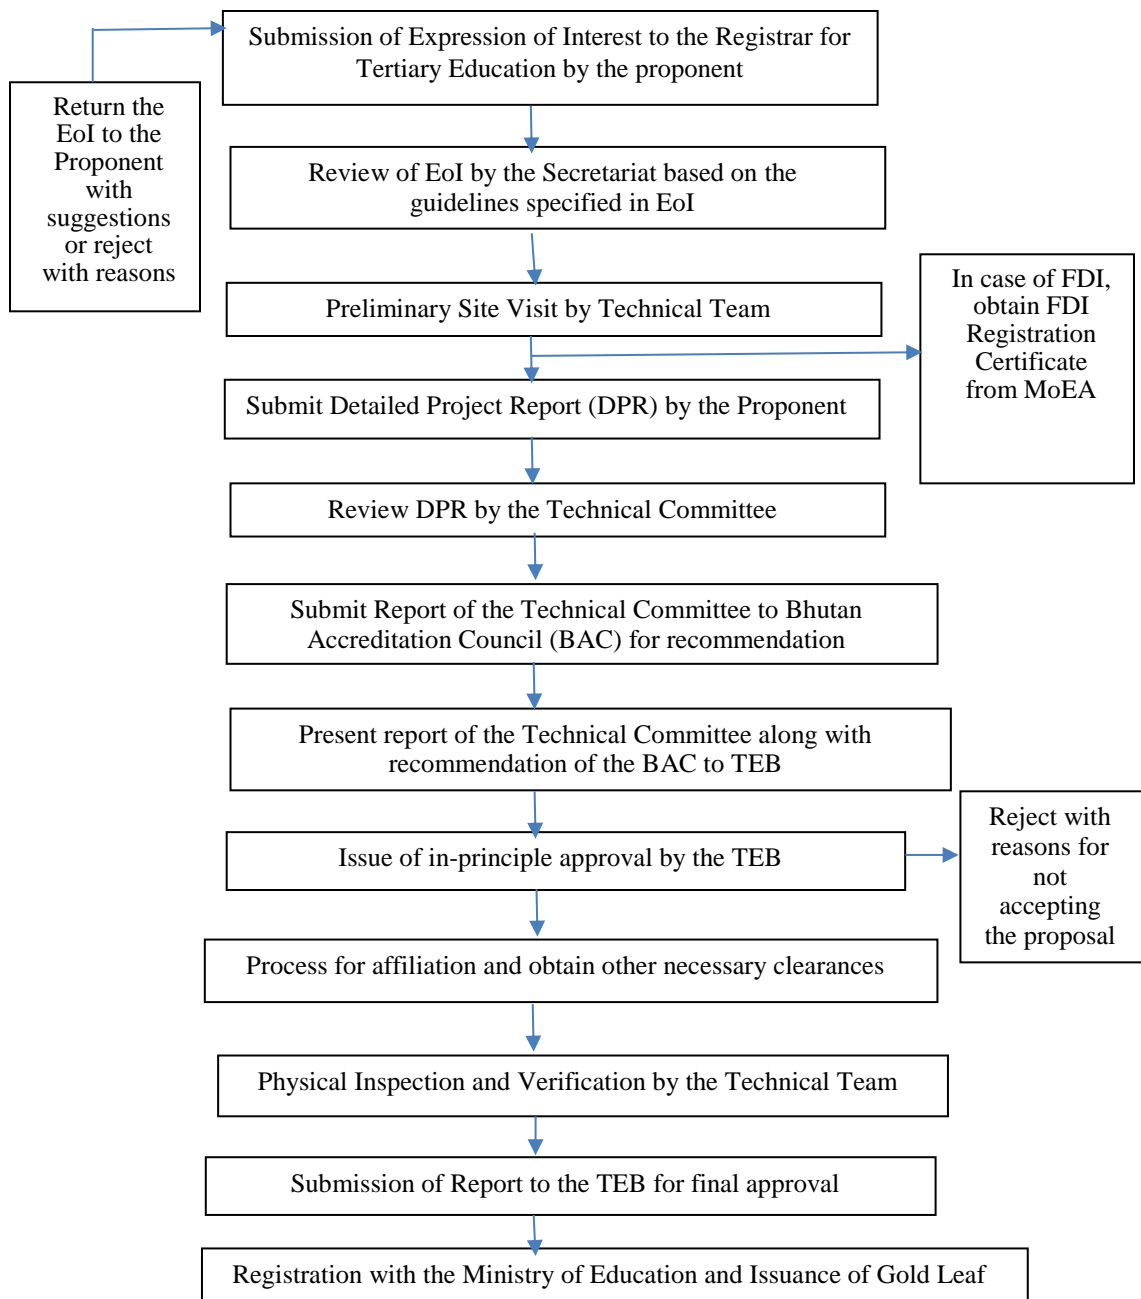 Submission of Expression of Interest to the Registrar for
Tertiary Education by the proponent
Return the
EoI to the
Proponent
with
suggestions
or reject
with reasons
Review of EoI by the Secretariat based on the
guidelines specified in EoI
Preliminary Site Visit by Technical Team
In case of FDI,
obtain FDI
Registration
Certificate
from MoEA
Submit Detailed Project Report (DPR) by the Proponent
Review DPR by the Technical Committee
Submit Report of the Technical Committee to Bhutan
Accreditation Council (BAC) for recommendation
Present report of the Technical Committee along with
recommendation of the BAC to TEB
Issue of in-principle approval by the TEB
Reject with
reasons for
not
accepting
the proposal
Process for affiliation and obtain other necessary clearances
Physical Inspection and Verification by the Technical Team
Submission of Report to the TEB for final approval
Registration with the Ministry of Education and Issuance of Gold Leaf